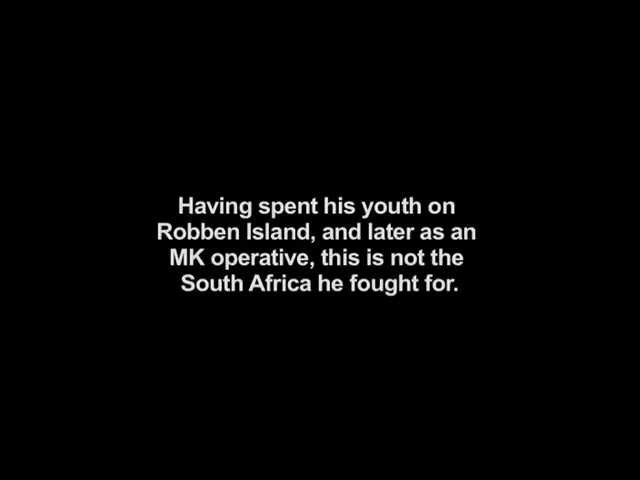 Having spent his youth on
Robben Island, and later as an
MK operative, this is not the
South Africa he fought for.